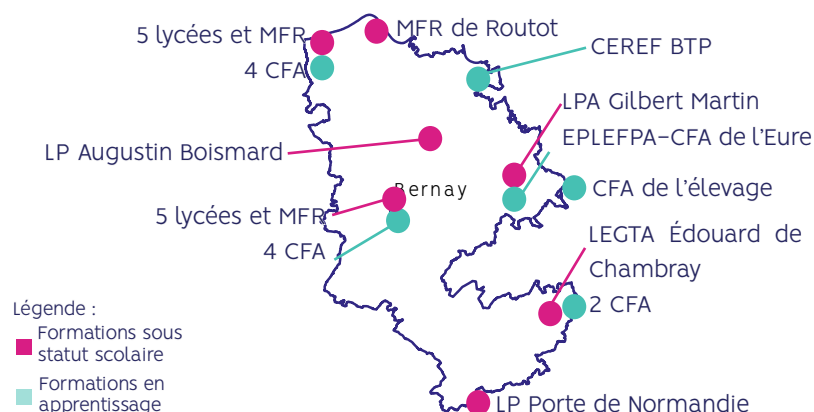 5 lycées et MFR
MFR de Routot
4 CFA
CEREF BTP
LPA Gilbert Martin
EPLEFPA-CFA de l'Eure
LP Augustin Boismard
Bernay
CFA de l'élevage
5 lycées et MFR
4 CFA
LEGTA Édouard de
Chambray
2 CFA
Légende :
Formations sous
statut scolaire
Formations en
apprentissage
LP Porte de Normandie